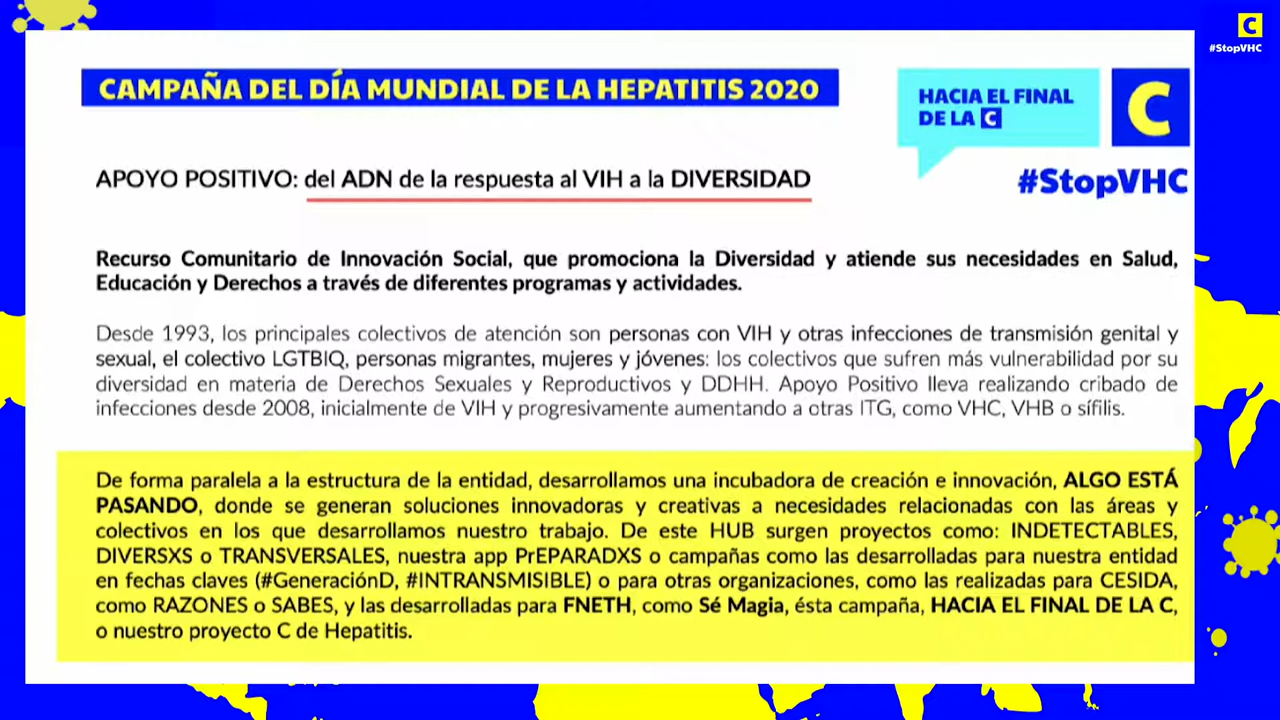 C
#StopVHC
CAMPAÑA DEL DÍA MUNDIAL DE LA HEPATITIS 2020
HACIA EL FINAL
DE LA C
C
#StopVHC
APOYO POSITIVO: del ADN de la respuesta al VIH a la DIVERSIDAD
Recurso Comunitario de Innovación Social, que promociona la Diversidad y atiende sus necesidades en Salud,
Educación y Derechos a través de diferentes programas y actividades.
Desde 1993, los principales colectivos de atención son personas con VIH y otras infecciones de transmisión genital y
sexual, el colectivo LGTBIQ, personas migrantes, mujeres y jóvenes: los colectivos que sufren más vulnerabilidad por su
diversidad en materia de Derechos Sexuales y Reproductivos y DDHH. Apoyo Positivo lleva realizando cribado de
infecciones desde 2008, inicialmente de VIH y progresivamente aumentando a otras ITG, como VHC, VHB o sífilis.
De forma paralela a la estructura de la entidad, desarrollamos una incubadora de creación e innovación, ALGO ESTÁ
PASANDO, donde se generan soluciones innovadoras y creativas a necesidades relacionadas con las áreas y
colectivos en los que desarrollamos nuestro trabajo. De este HUB surgen proyectos como: INDETECTABLES,
DIVERSXS o TRANSVERSALES, nuestra app PrEPARADXS o campañas como las desarrolladas para nuestra entidad
en fechas claves (#GeneraciónD, #INTRANSMISIBLE) o para otras organizaciones, como las realizadas para CESIDA,
como RAZONES o SABES, y las desarrolladas para FNETH, como Sé Magia, ésta campaña, HACIA EL FINAL DE LA C,
o nuestro proyecto C de Hepatitis.